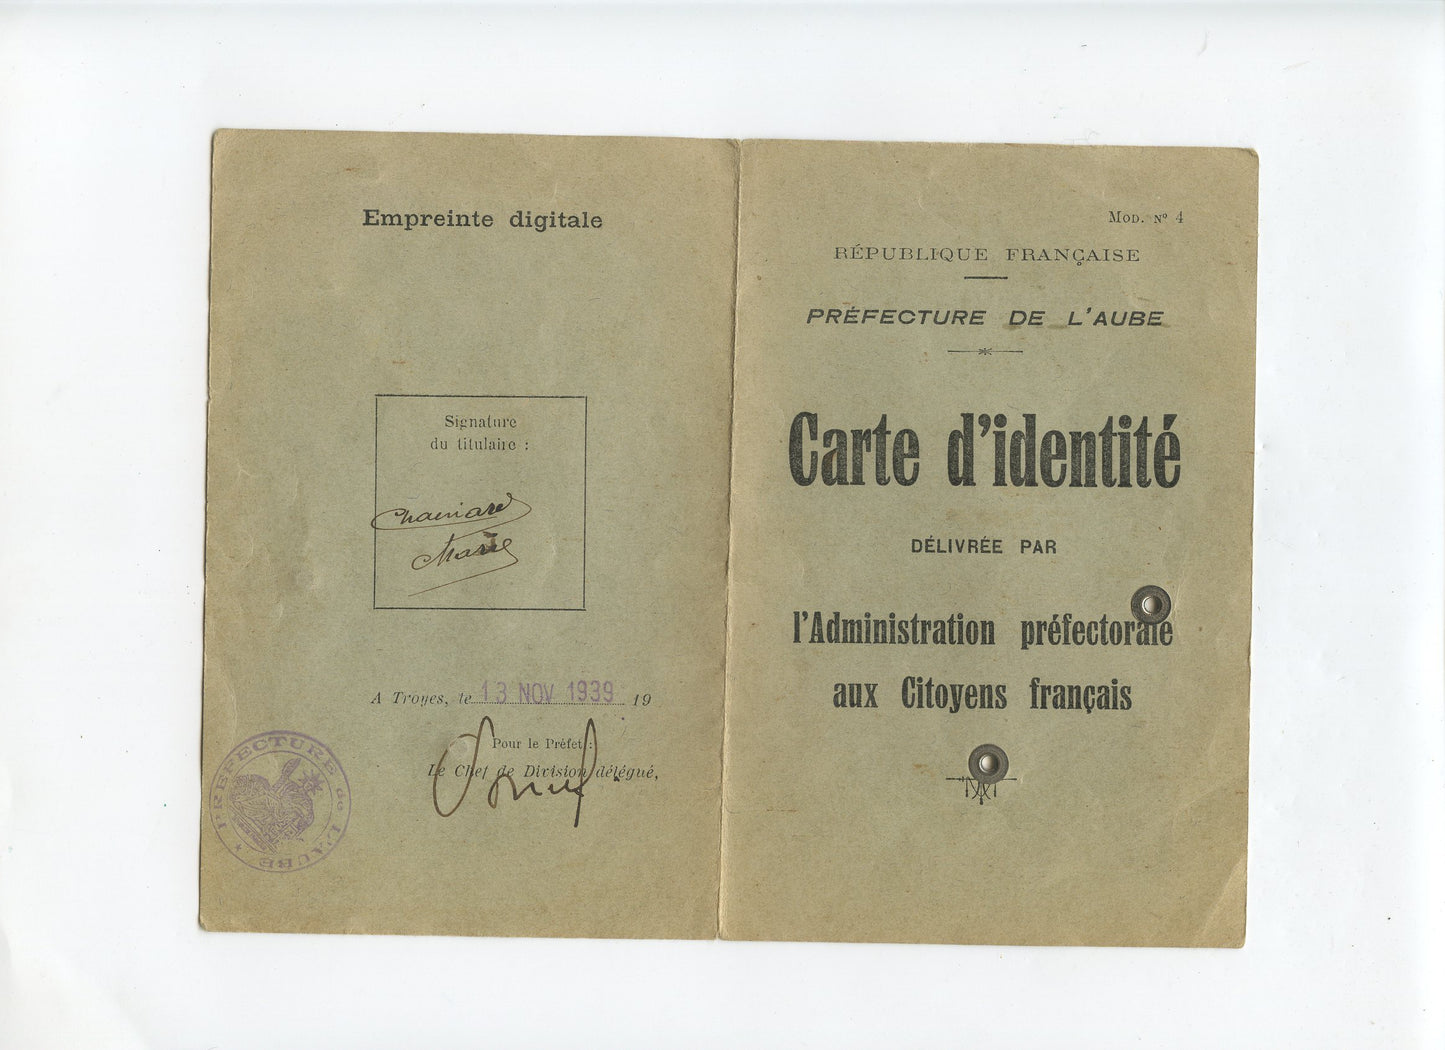 Empreinte digitale
Signature
du titulaire :
Marie
A Troyes, le 13 NOV 1939 19
Pour le Préfet :
Le Chef de Division délégué,
PRÉFECTURE de L'AUBE
MOD. Nº 4
RÉPUBLIQUE FRANÇAISE
PRÉFECTURE DE L'AUBE
Carte d'identité
DÉLIVRÉE PAR
l'Administration préfectorale
aux Citoyens français